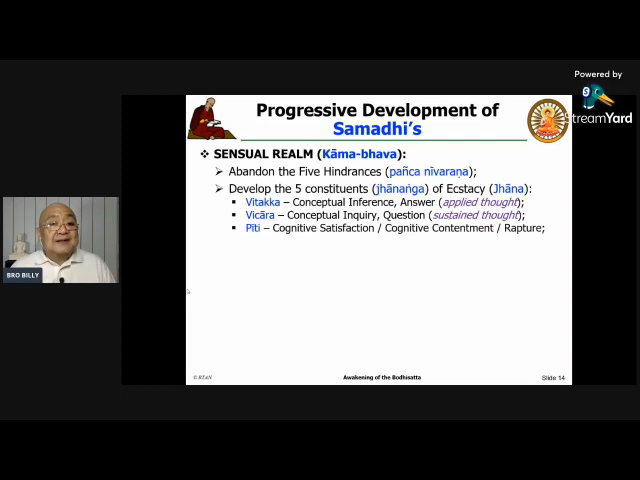 Powered by
StreamYard
Progressive Development of
Samadhi's
❖ SENSUAL REALM (Kāma-bhava):
➢ Abandon the Five Hindrances (pañca nīvaraṇa);
➢ Develop the 5 constituents (jhānaṅga) of Ecstacy (Jhāna):
▪ Vitakka – Conceptual Inference, Answer (applied thought);
▪ Vicāra – Conceptual Inquiry, Question (sustained thought);
▪ Pīti – Cognitive Satisfaction / Cognitive Contentment / Rapture;
BRO BILLY
© BTAN
Awakening of the Bodhisatta
Slide 14